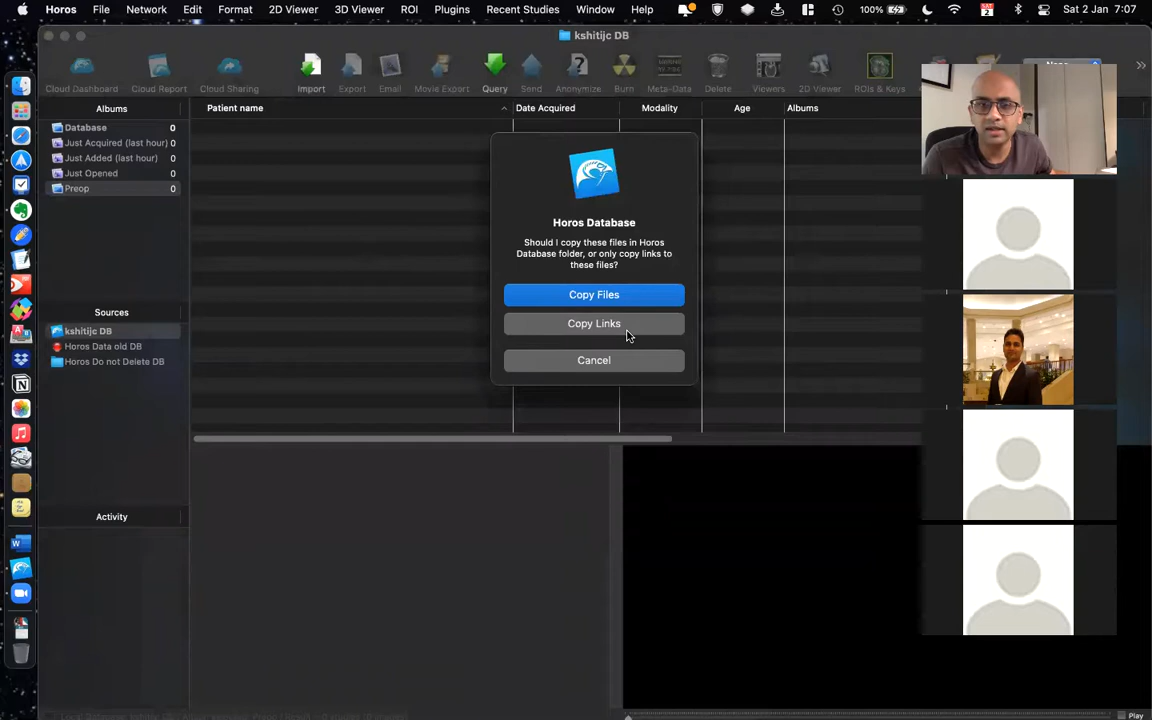 Horos File Network Edit Format 2D Viewer 3D Viewer ROI Plugins Recent Studies Window Help 100% Sat 2 Jan 7:07
kshitijc DB
Cloud Dashboard Cloud Report Cloud Sharing Import Export Email Movie Export Query Send Anonymize Burn Meta-Data Delete Viewers 2D Viewer ROIs & Keys
Albums Patient name Date Acquired Modality Age Albums
Database 0
Just Acquired (last hour) 0
Just Added (last hour) 0
Just Opened 0
Preop 0
Horos Database
Should I copy these files in Horos
Database folder, or only copy links to
these files?
Copy Files
Copy Links
Cancel
Sources
kshitijc DB
Horos Data old DB
Horos Do not Delete DB
Activity
Play